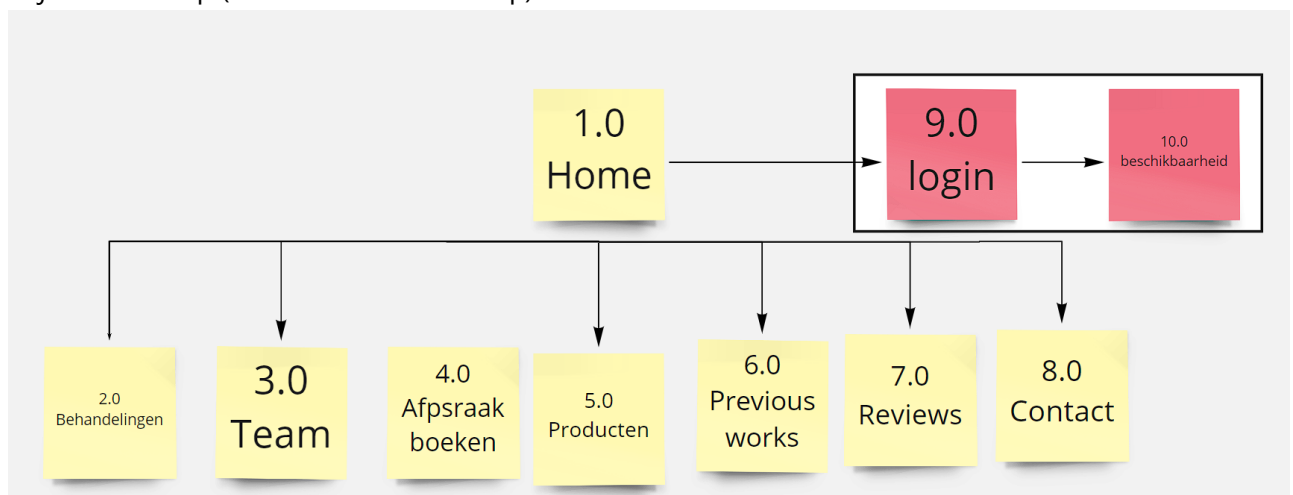 1.0
Home
9.0
login
10.0
beschikbaarheid
2.0
Behandelingen
3.0
Team
4.0
Afpsraak
boeken
5.0
Producten
6.0
Previous
works
7.0
Reviews
8.0
Contact